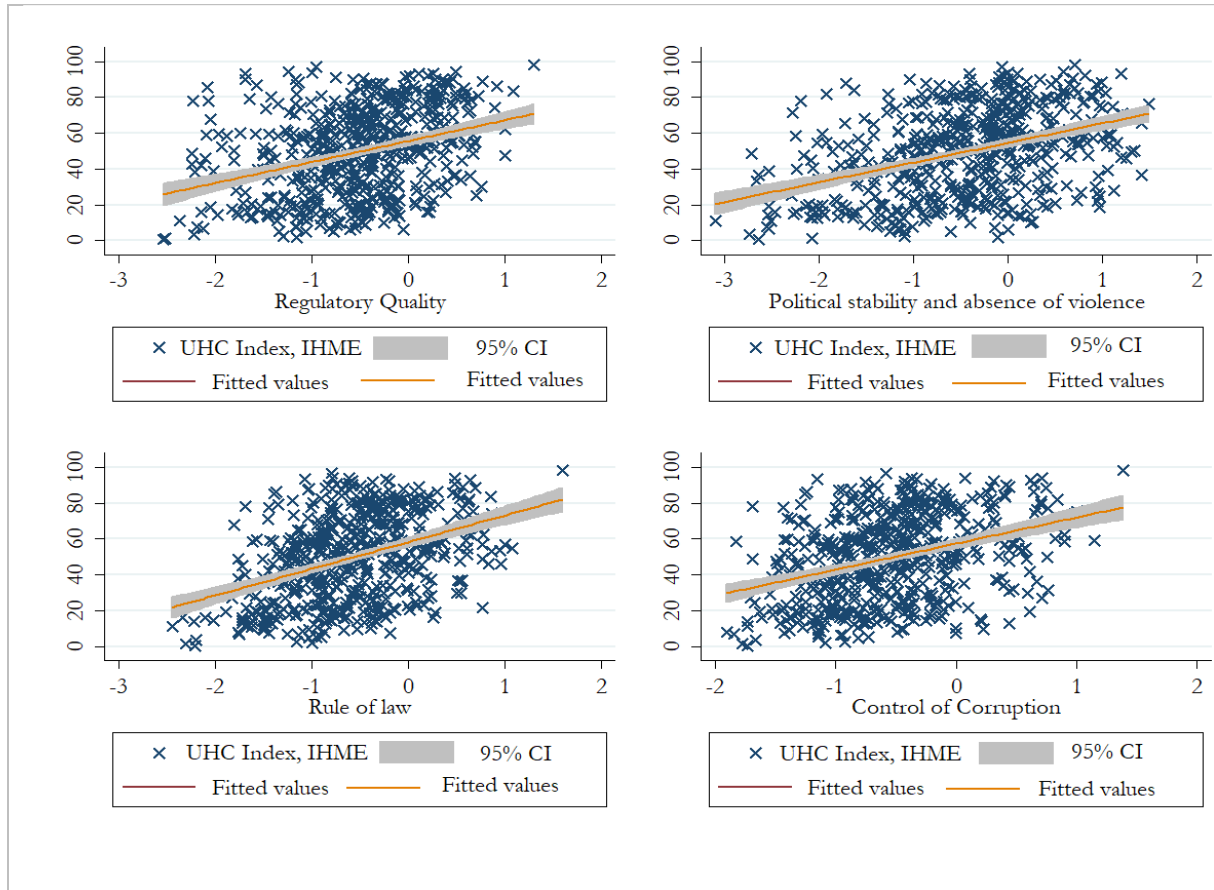 100
80
60
40
20
0
-3 -2 -1 0 1 2
Regulatory Quality
UHC Index, IHME 95% CI
Fitted values Fitted values
100
80
60
40
20
0
-3 -2 -1 0 1 2
Political stability and absence of violence
UHC Index, IHME 95% CI
Fitted values Fitted values
100
80
60
40
20
0
-3 -2 -1 0 1 2
Rule of law
UHC Index, IHME 95% CI
Fitted values Fitted values
100
80
60
40
20
0
-2 -1 0 1 2
Control of Corruption
UHC Index, IHME 95% CI
Fitted values Fitted values